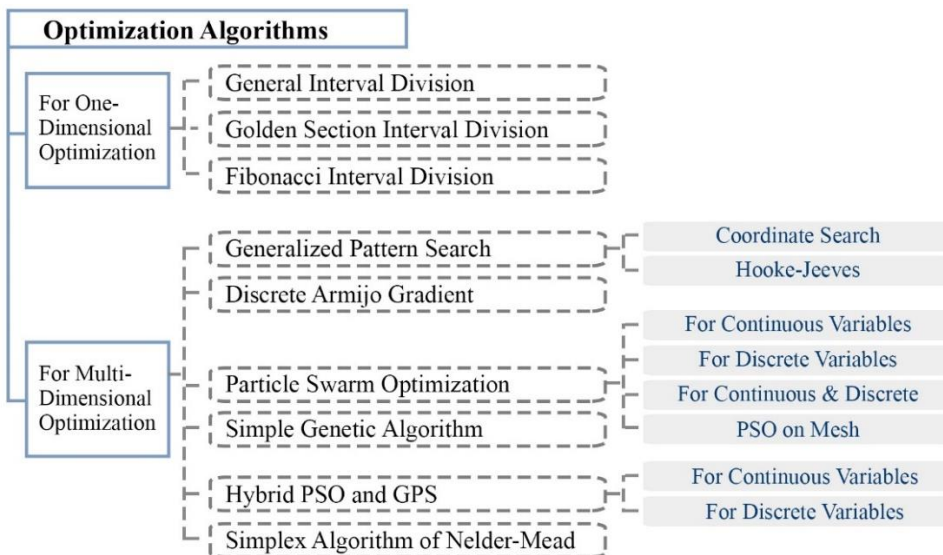 Optimization Algorithms
For One-
Dimensional
Optimization
General Interval Division
Golden Section Interval Division
Fibonacci Interval Division
For Multi-
Dimensional
Optimization
Generalized Pattern Search
Coordinate Search
Hooke-Jeeves
Discrete Armijo Gradient
Particle Swarm Optimization
For Continuous Variables
For Discrete Variables
For Continuous & Discrete
PSO on Mesh
Simple Genetic Algorithm
Hybrid PSO and GPS
For Continuous Variables
For Discrete Variables
Simplex Algorithm of Nelder-Mead